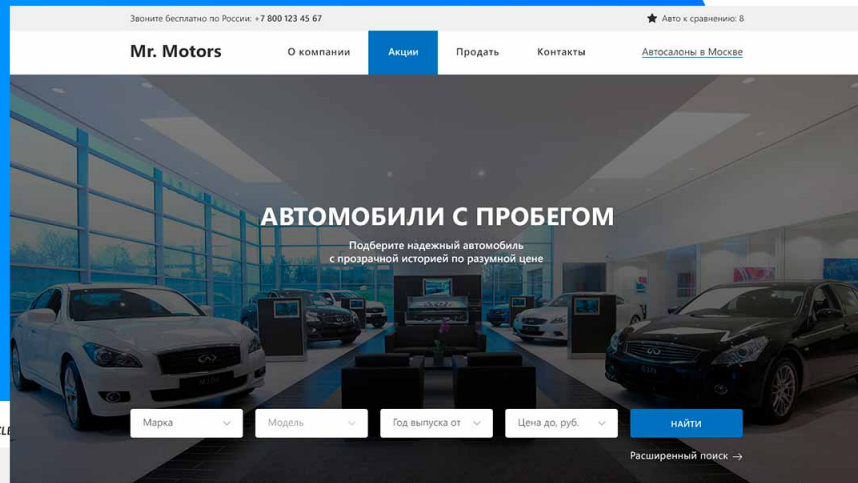 Звоните бесплатно по России: +7 800 123 45 67
Авто к сравнению: 8
Mr. Motors
О компании
Акции
Продать
Контакты
Автосалоны в Москве
АВТОМОБИЛИ С ПРОБЕГОМ
Подберите надежный автомобиль
с прозрачной историей по разумной цене
Марка
Модель
Год выпуска от
Цена до, руб.
НАЙТИ
Расширенный поиск →